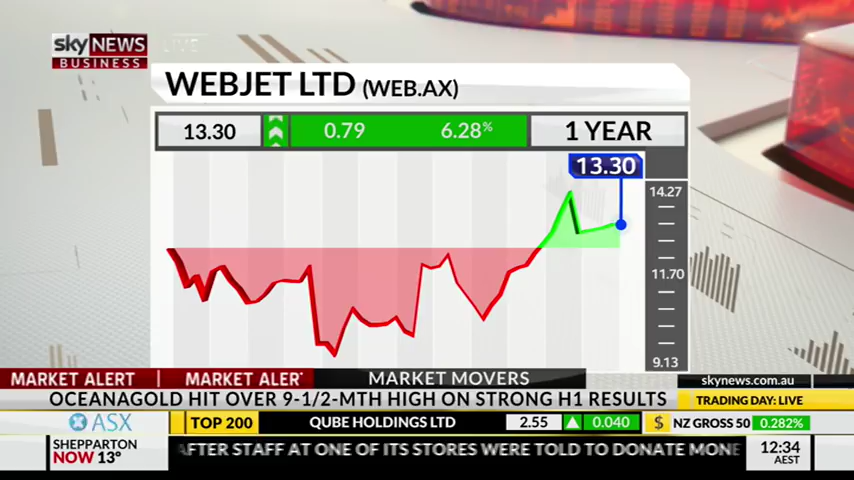 sky NEWS LIVE
BUSINESS
WEBJET LTD (WEB.AX)
13.30 0.79 6.28% 1 YEAR
13.30
14.27
11.70
9.13
MARKET ALERT | MARKET ALER MARKET MOVERS skynews.com.au
OCEANAGOLD HIT OVER 9-1/2-MTH HIGH ON STRONG H1 RESULTS TRADING DAY: LIVE
ASX TOP 200 QUBE HOLDINGS LTD 2.55 0.040 $ NZ GROSS 50 0.282%
SHEPPARTON
NOW 13° AFTER STAFF AT ONE OF ITS STORES WERE TOLD TO DONATE MONE 12:34
AEST